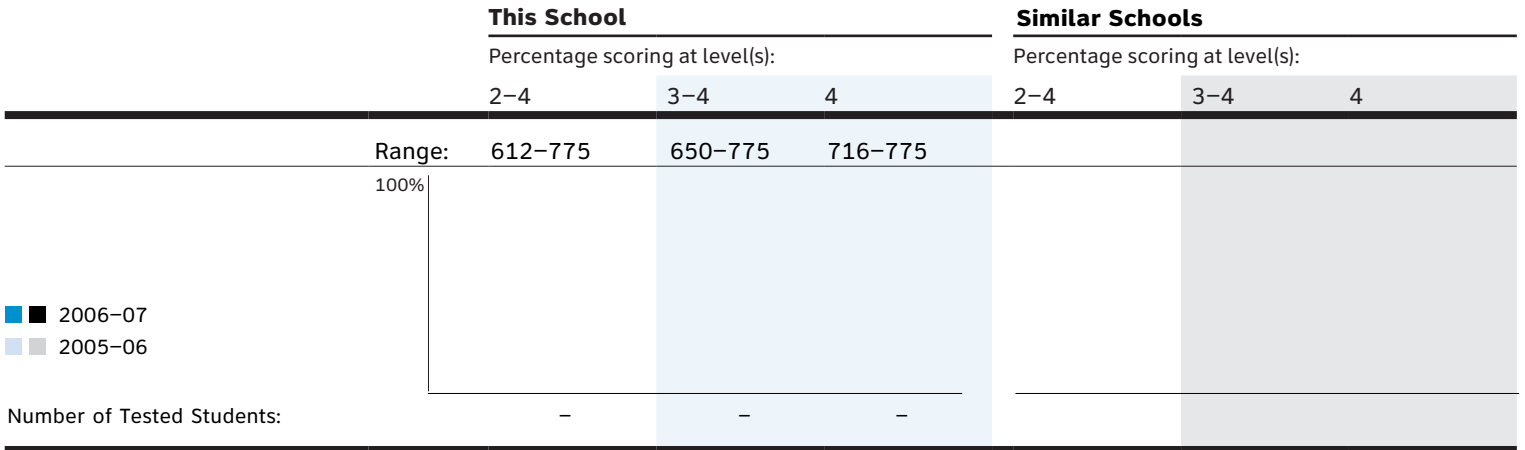 This School Similar Schools
Percentage scoring at level(s): Percentage scoring at level(s):
2–4 3–4 4 2–4 3–4 4
Range: 612–775 650–775 716–775
100%
2006–07
2005–06
Number of Tested Students: – – –